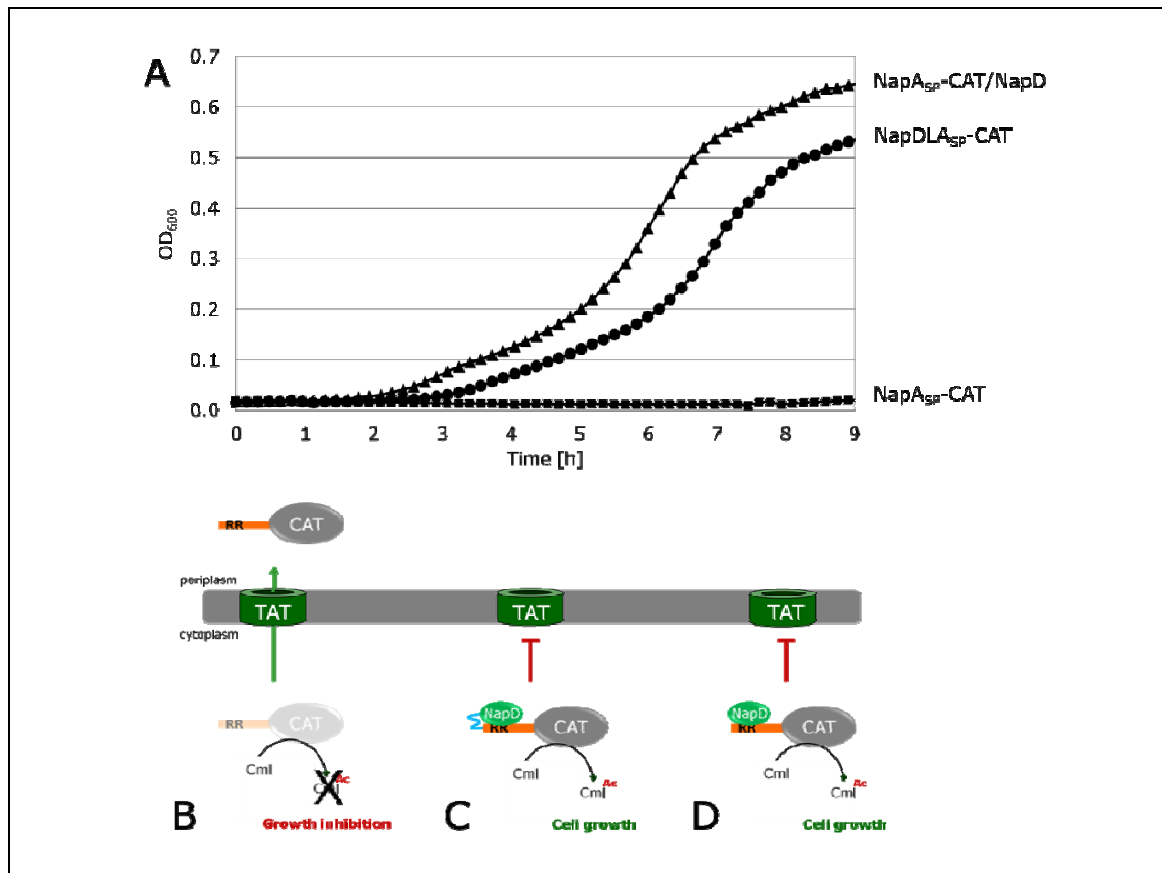 A
0.7
0.6
0.5
0.4
0.3
0.2
0.1
0.0
OD600
0 1 2 3 4 5 6 7 8 9
Time [h]
NapASP-CAT/NapD
NapDLASP-CAT
NapASP-CAT
RR CAT
periplasm
TAT TAT TAT
cytoplasm
RR CAT
NapD RR CAT
NapD RR CAT
Cml Cml Ac
Cml Cml Ac
Cml Cml Ac
B Growth inhibition
C Cell growth
D Cell growth